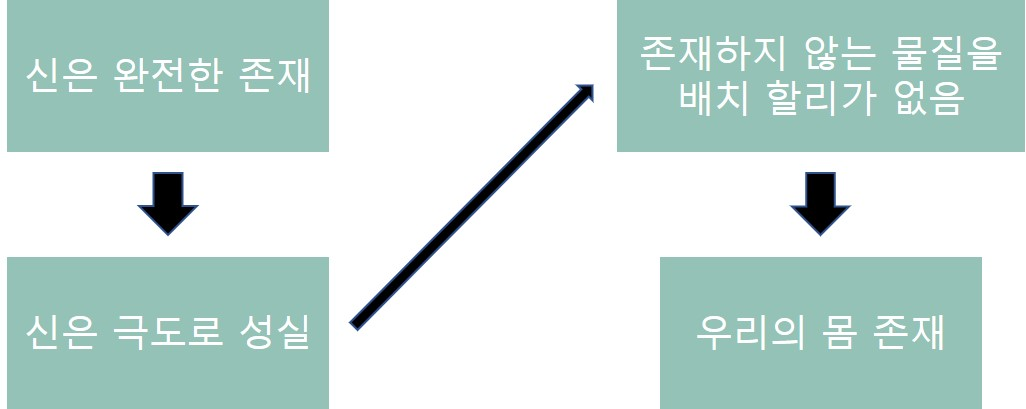 신은 완전한 존재
신은 극도로 성실
존재하지 않는 물질을
배치 할리가 없음
우리의 몸 존재